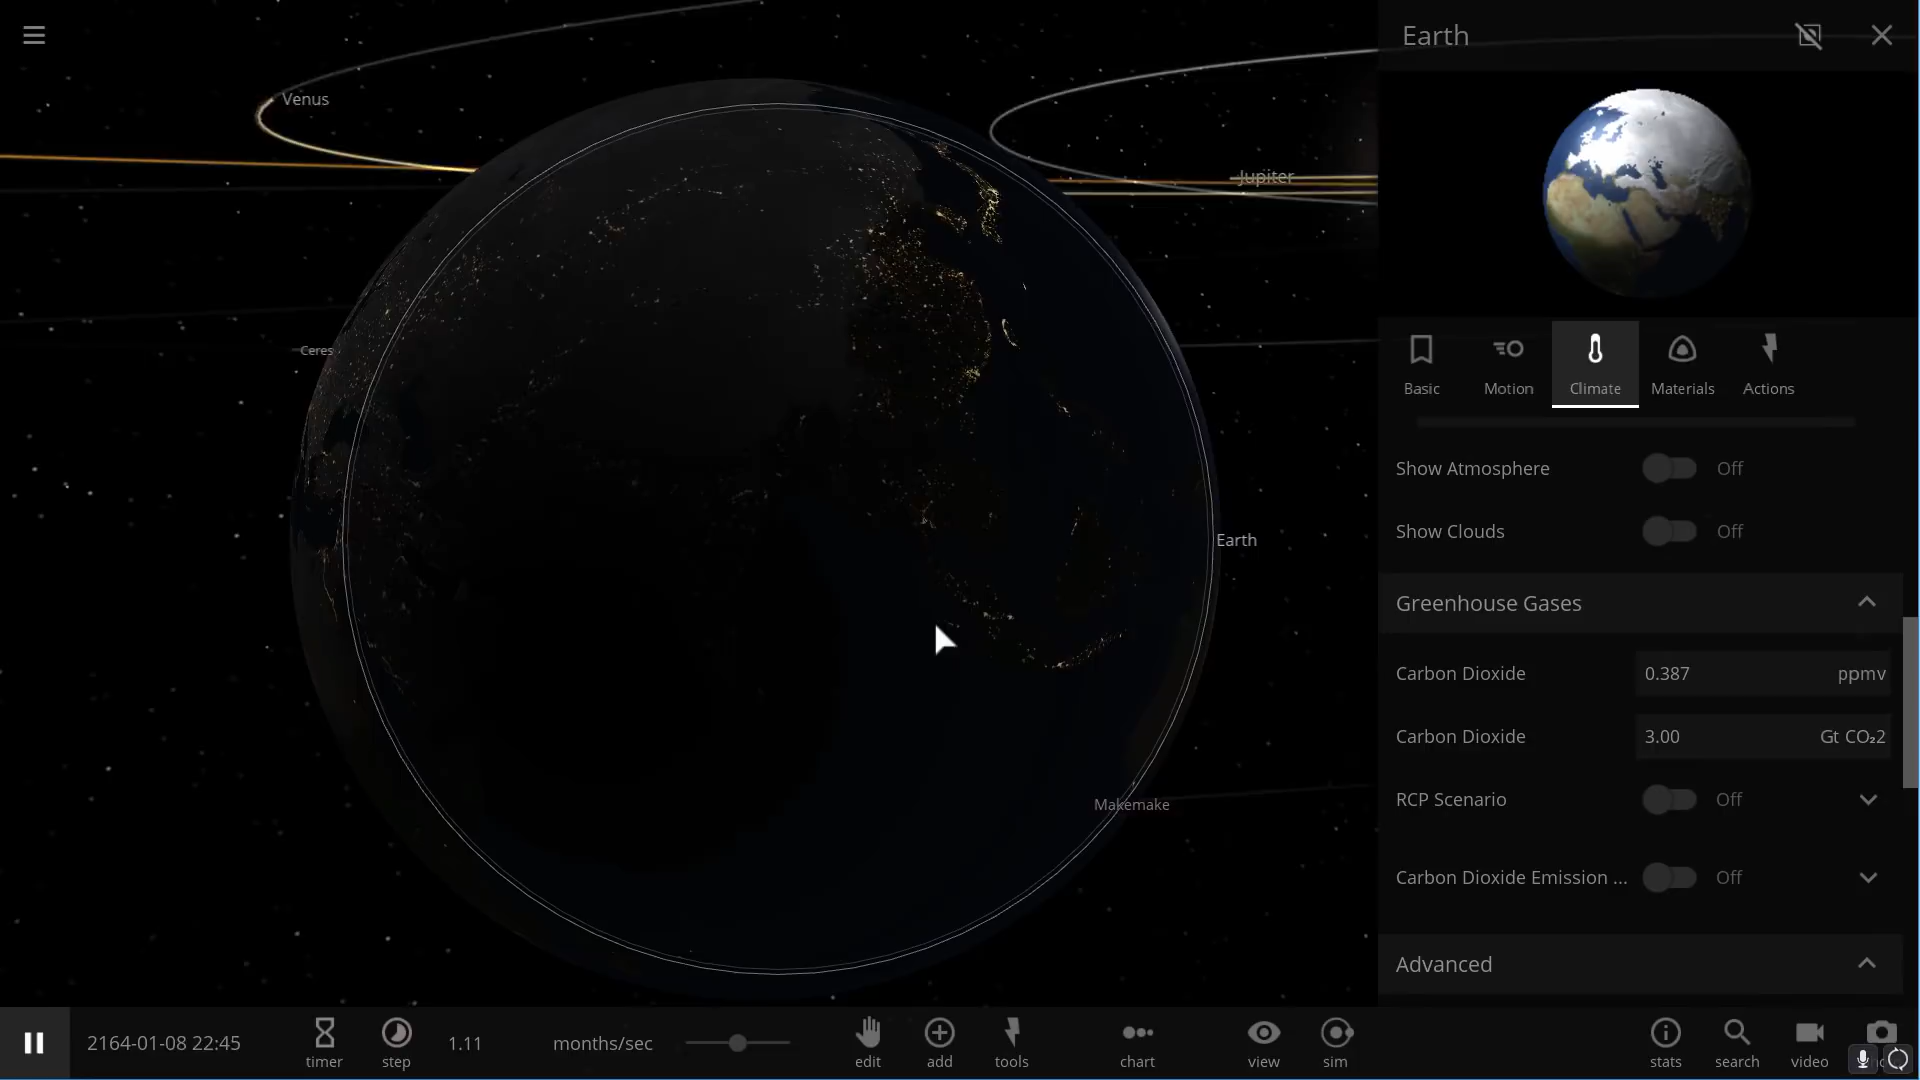 Earth
Venus
Jupiter
Ceres
Earth
Makemake
Basic
Motion
Climate
Materials
Actions
Show Atmosphere Off
Show Clouds Off
Greenhouse Gases
Carbon Dioxide 0.387 ppmv
Carbon Dioxide 3.00 Gt CO₂2
RCP Scenario Off
Carbon Dioxide Emission ... Off
Advanced
2164-01-08 22:45
timer
step
1.11
months/sec
edit
add
tools
chart
view
sim
stats
search
video